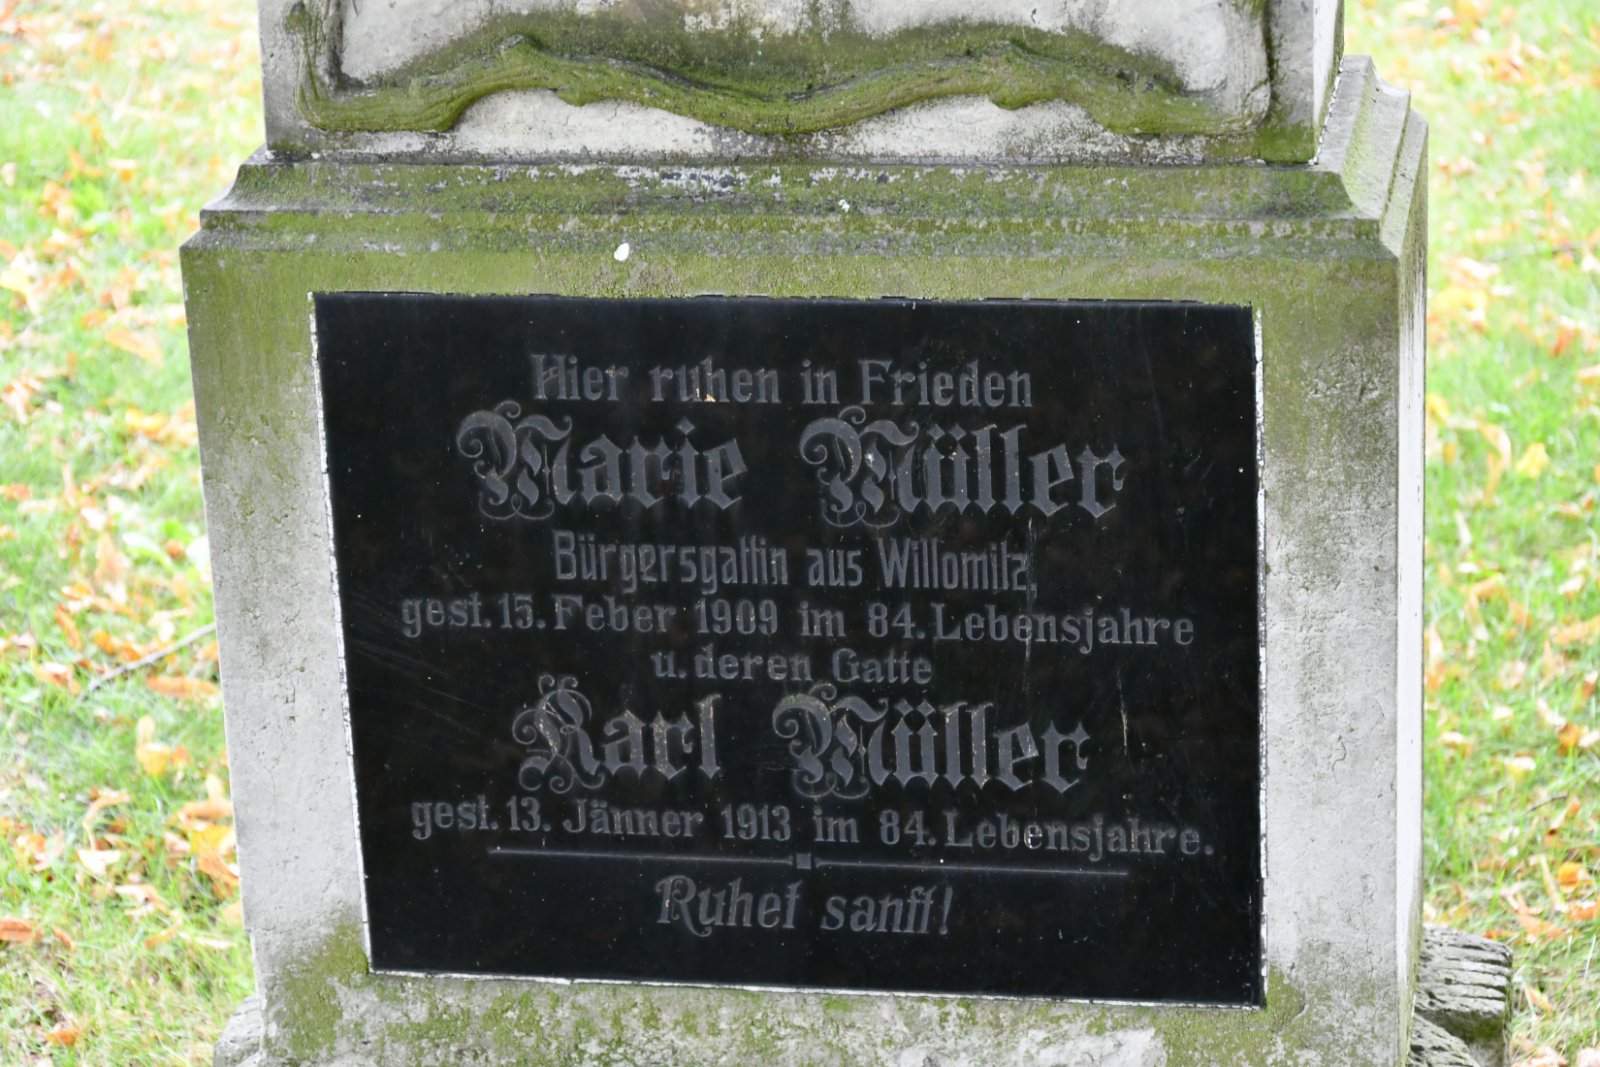 Hier ruhen in Frieden
Marie Müller
Bürgersgattin aus Willomitz,
gest. 15. Feber 1909 im 84. Lebensjahre
u. deren Gatte
Karl Müller
gest. 13. Jänner 1913 im 84. Lebensjahre.
Ruhet sanft!